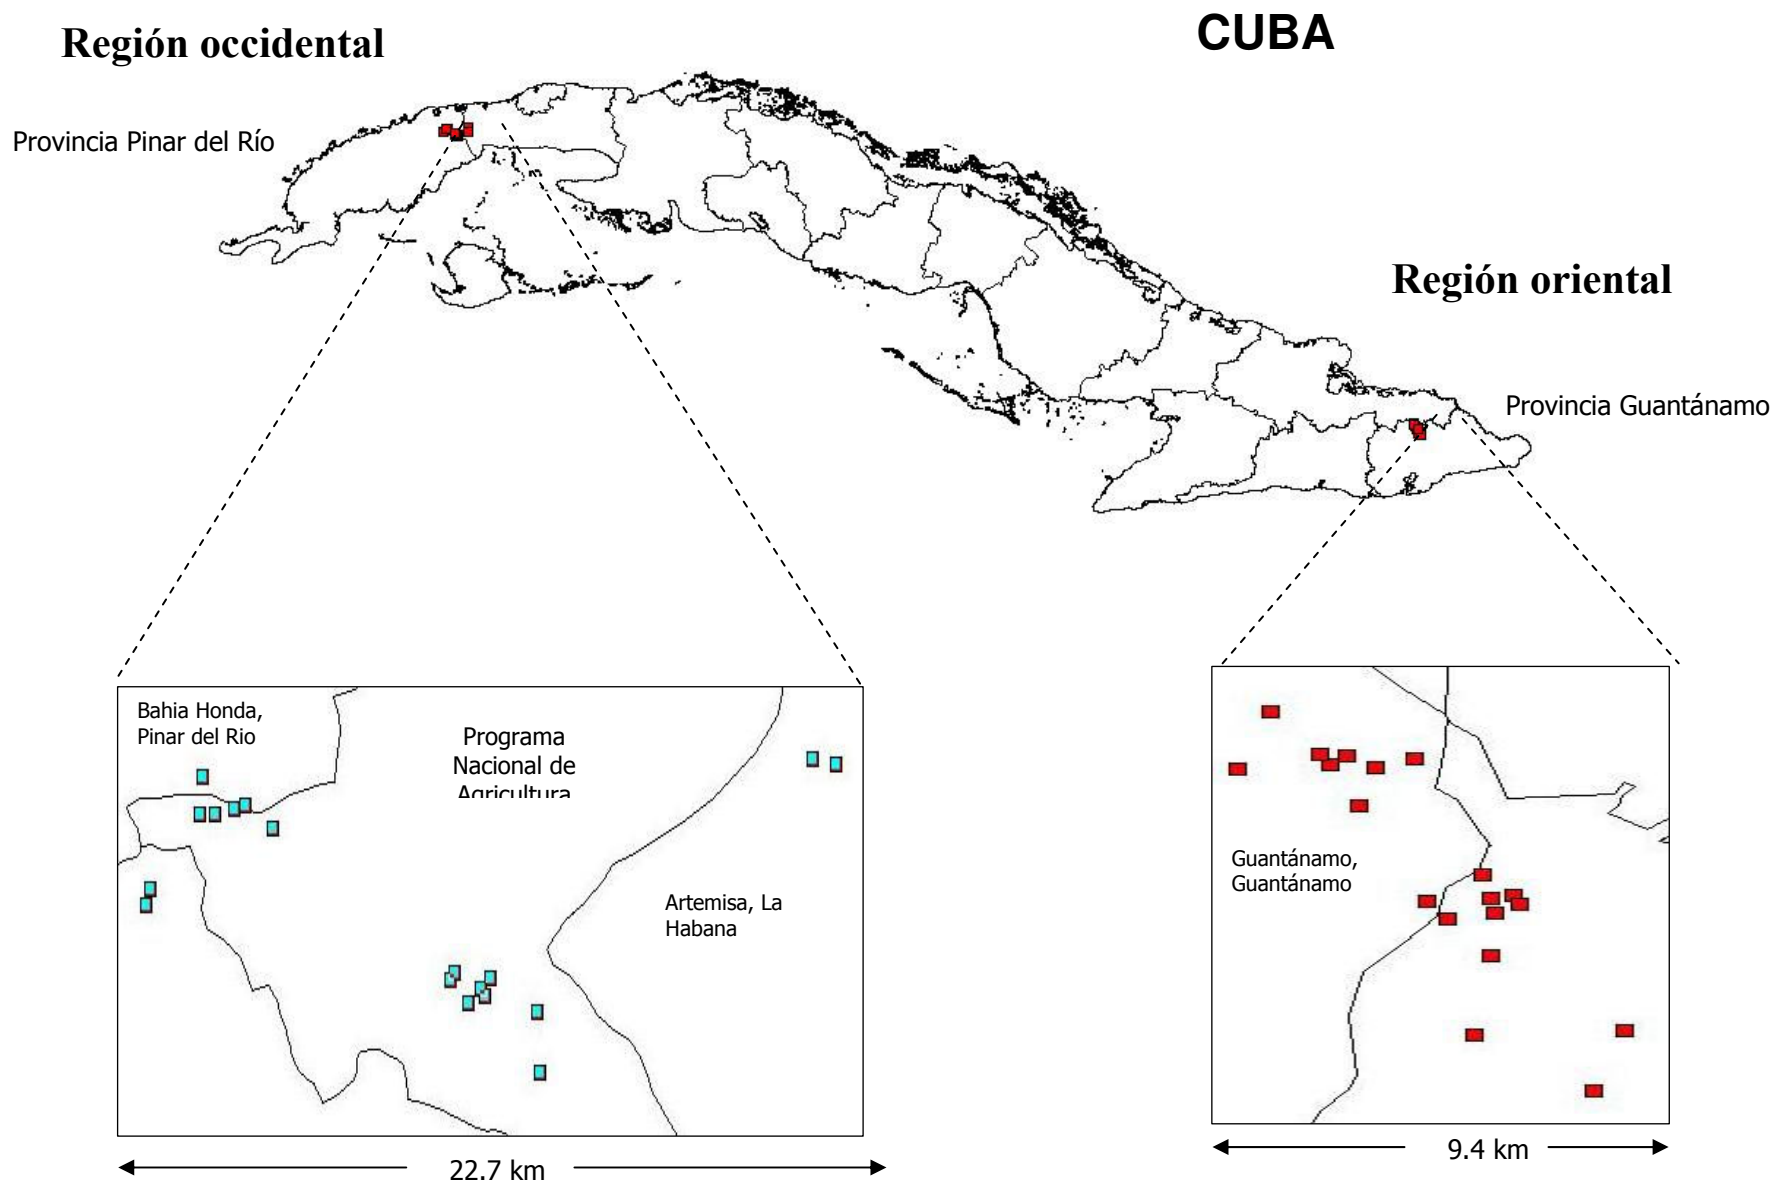 CUBA
Región occidental
Provincia Pinar del Río
Región oriental
Provincia Guantánamo
Bahia Honda,
Pinar del Rio
Programa
Nacional de
Agricultura
Artemisa, La
Habana
22.7 km
Guantánamo,
Guantánamo
9.4 km